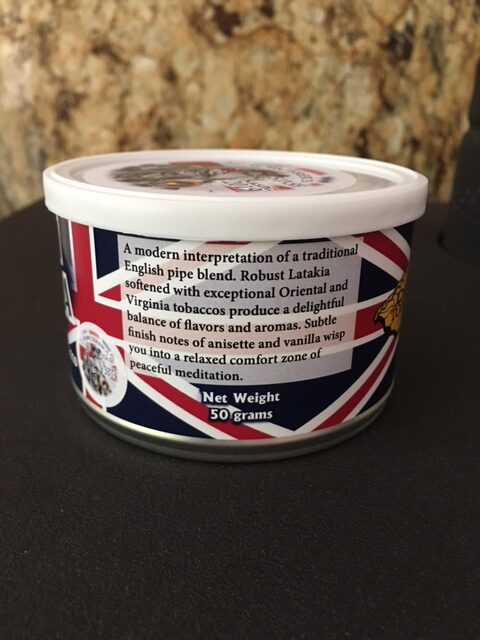 A modern interpretation of a traditional
English pipe blend. Robust Latakia
softened with exceptional Oriental and
Virginia tobaccos produce a delightful
balance of flavors and aromas. Subtle
finish notes of anisette and vanilla wisp
you into a relaxed comfort zone of
peaceful meditation.
Net Weight
50 grams